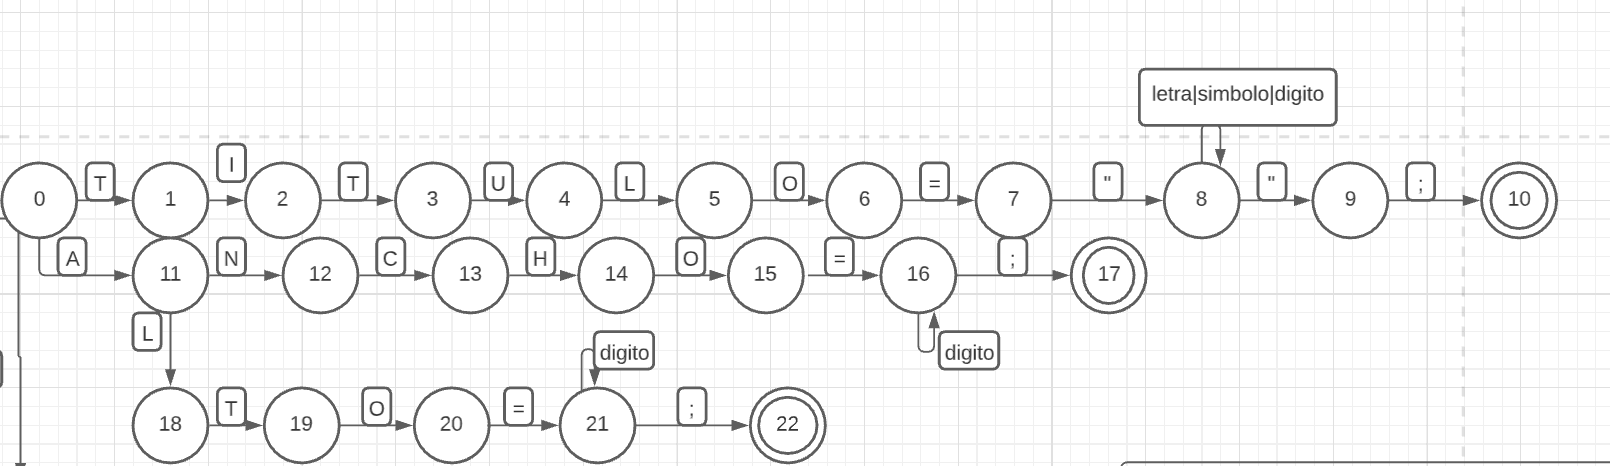 letra|simbolo|digito
0 T 1 I 2 T 3 U 4 L 5 O 6 = 7 " 8 " 9 ; 10
A 11 N 12 C 13 H 14 O 15 = 16 ; 17
L digito digito
18 T 19 O 20 = 21 ; 22